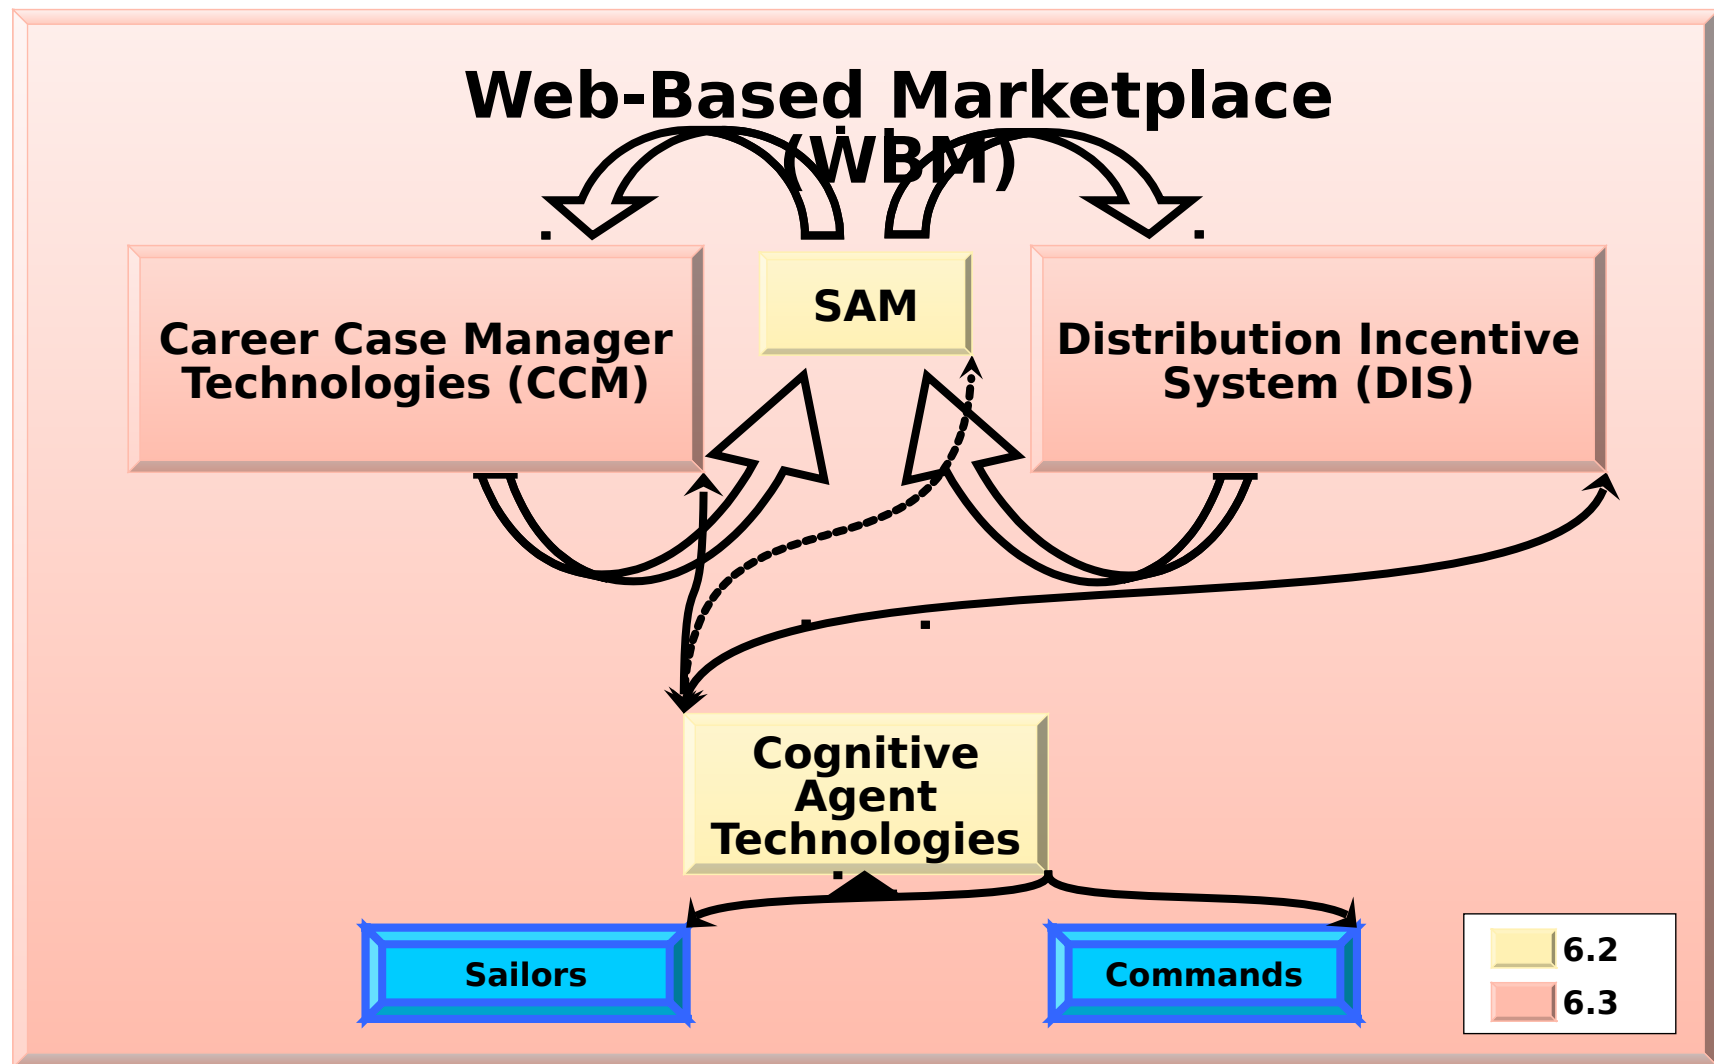 Web-Based Marketplace
(WBM)
SAM
Career Case Manager
Technologies (CCM)
Distribution Incentive
System (DIS)
Cognitive
Agent
Technologies
Sailors
Commands
6.2
6.3